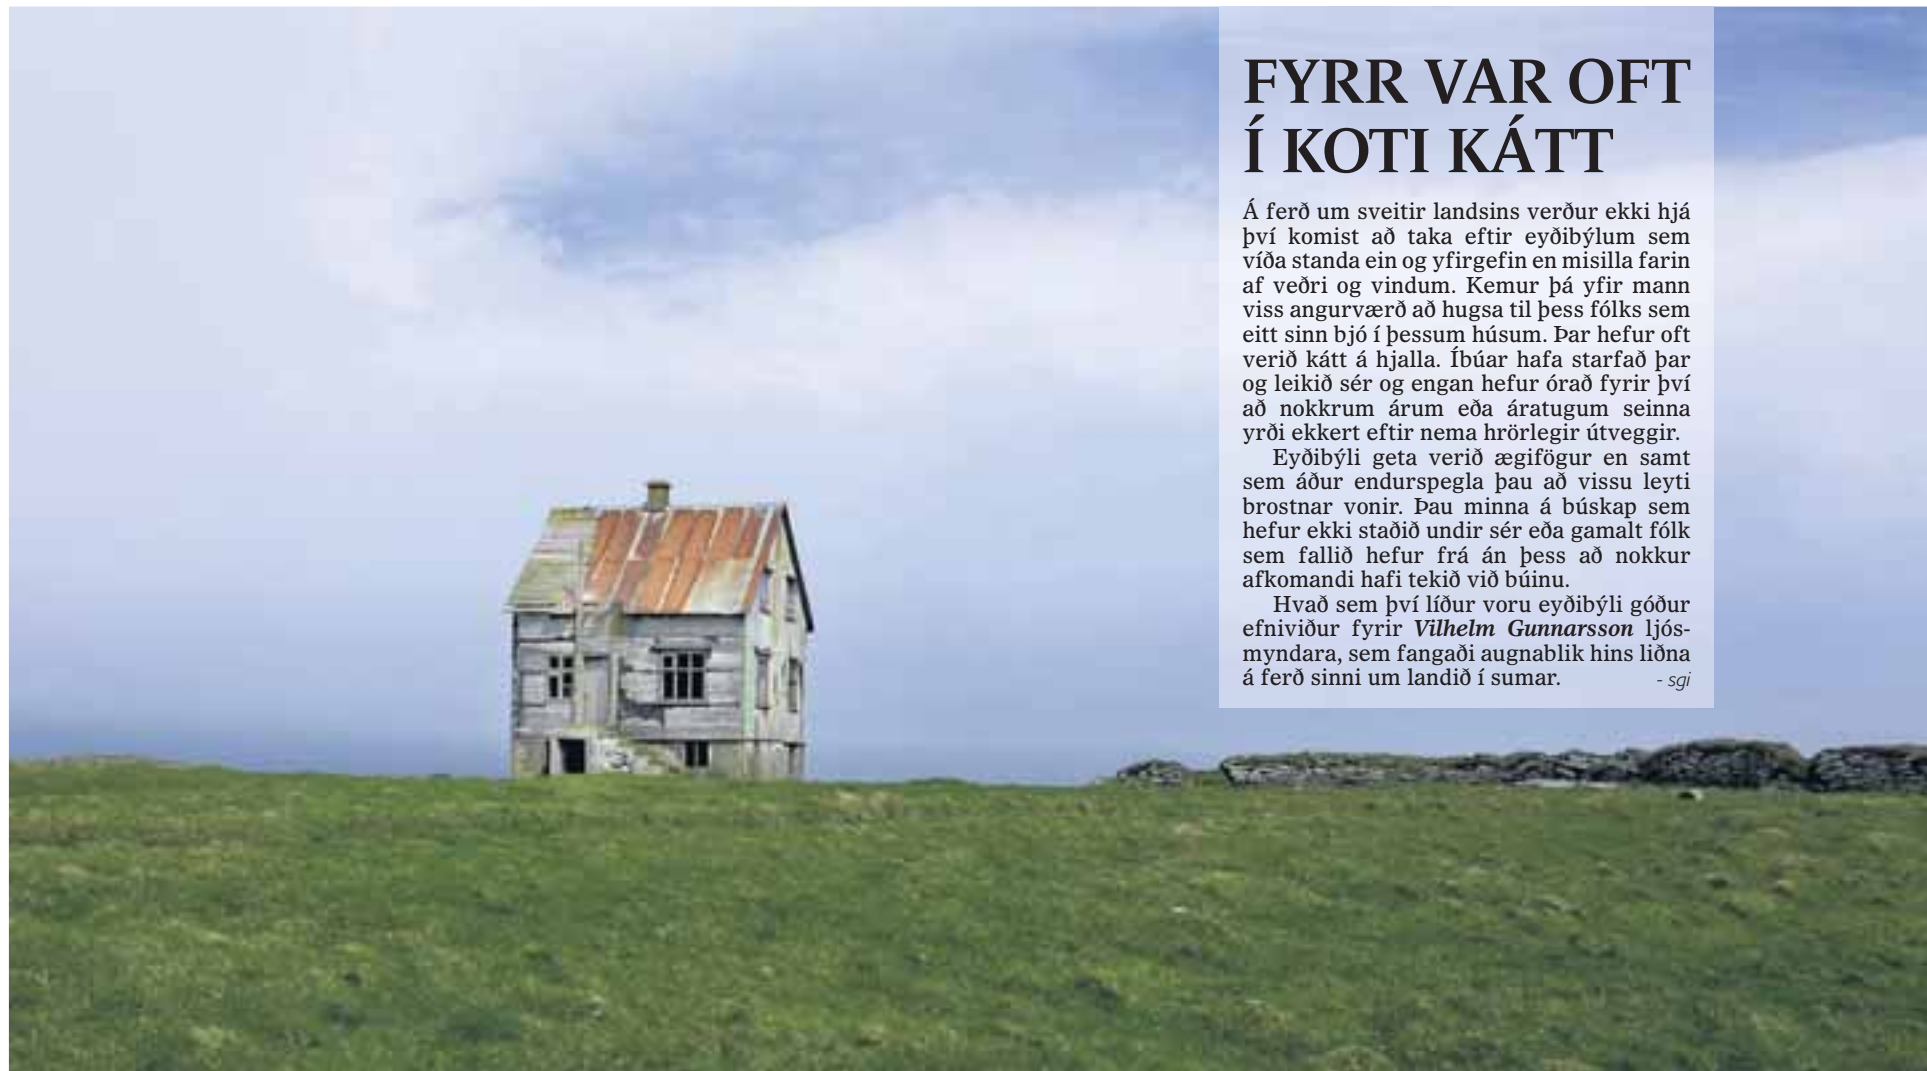 FYRR VAR OFT
Í KOTI KÁTT
Á ferð um sveitir landsins verður ekki hjá
því komist að taka eftir eyðibýlum sem
víða standa ein og yfirgefin en misilla farin
af veðri og vindum. Kemur þá yfir mann
viss angurværð að hugsa til þess fólks sem
eitt sinn bjó í þessum húsum. Þar hefur oft
verið kátt á hjalla. Íbúar hafa starfað þar
og leikið sér og engan hefur órað fyrir því
að nokkrum árum eða áratugum seinna
yrði ekkert eftir nema hrörlegir útveggir.
Eyðibýli geta verið ægifögur en samt
sem áður endurspegla þau að vissu leyti
brostnar vonir. Þau minna á búskap sem
hefur ekki staðið undir sér eða gamalt fólk
sem fallið hefur frá án þess að nokkur
afkomandi hafi tekið við búinu.
Hvað sem því líður voru eyðibýli góður
efniviður fyrir Vilhelm Gunnarsson ljós-
myndara, sem fangaði augnablik hins liðna
á ferð sinni um landið í sumar. - sgi